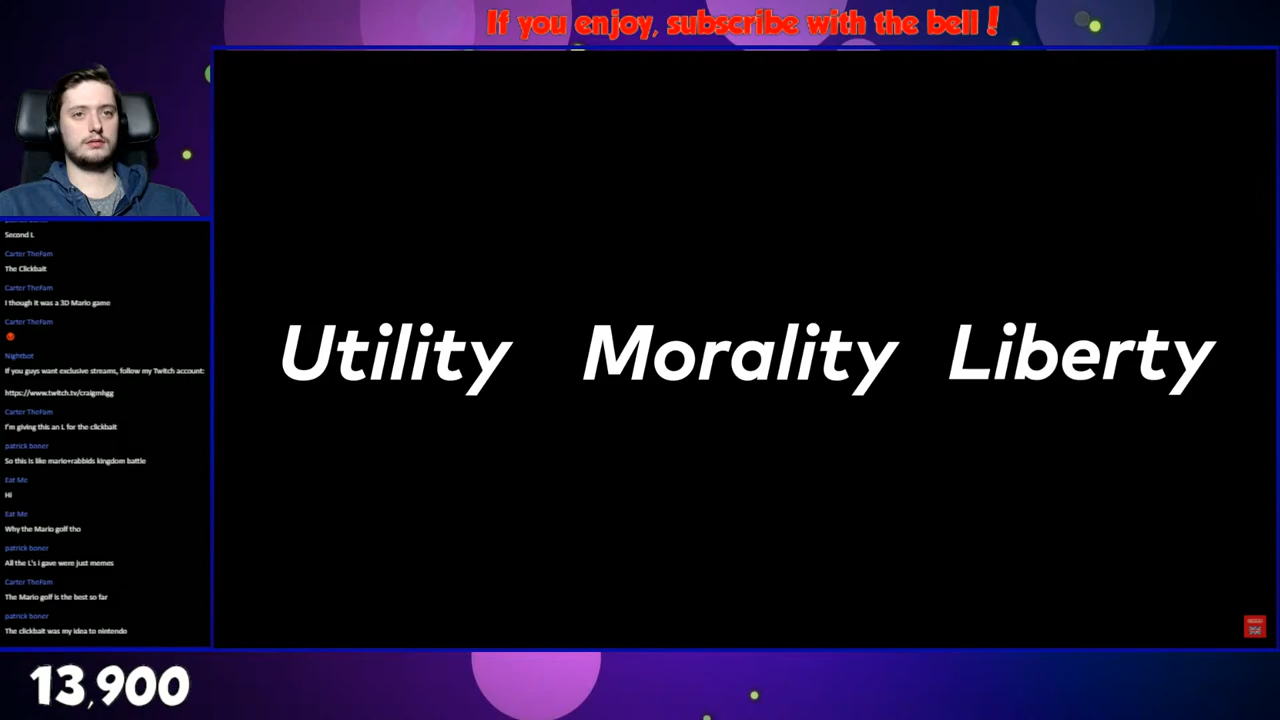 If you enjoy, subscribe with the bell!
Second L
Carter TheFam
The Clickbait
Carter TheFam
I though it was a 3D Mario game
Carter TheFam
Nightbot
If you guys want exclusive streams, follow my Twitch account:
https://www.twitch.tv/craigmhgg
Carter TheFam
I'm giving this an L for the clickbait
patrick boner
So this is like mario+rabbids kingdom battle
Eat Me
Hi
Eat Me
Why the Mario golf tho
patrick boner
All the L's I gave were just memes
Carter TheFam
The Mario golf is the best so far
patrick boner
The clickbait was my idea to nintendo
Utility Morality Liberty
13,900